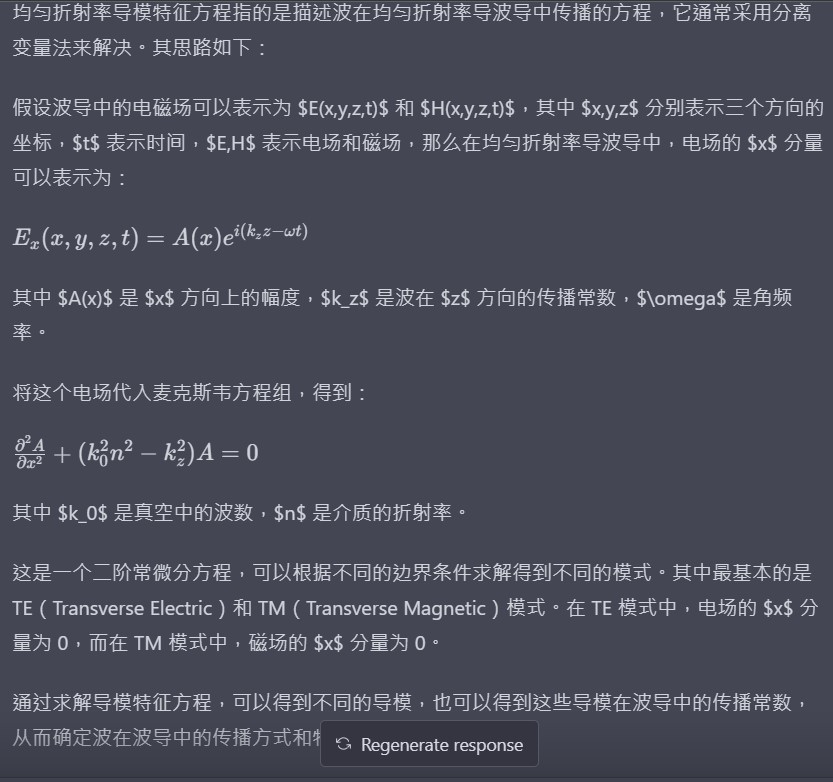 均匀折射率导模特征方程指的是描述波在均匀折射率导波导中传播的方程，它通常采用分离
变量法来解决。其思路如下：
假设波导中的电磁场可以表示为 $E(x,y,z,t)$ 和 $H(x,y,z,t)$，其中 $x,y,z$ 分别表示三个方向的
坐标，$t$ 表示时间，$E,H$ 表示电场和磁场，那么在均匀折射率导波导中，电场的 $x$ 分量
可以表示为：
E_x(x, y, z, t) = A(x)e^{i(k_z z−ωt)}
其中 $A(x)$ 是 $x$ 方向上的幅度，$k_z$ 是波在 $z$ 方向的传播常数，$\omega$ 是角频
率。
将这个电场代入麦克斯韦方程组，得到：
\frac{∂^2 A}{∂x^2} + (k_0^2 n^2 − k_z^2)A = 0
其中 $k_0$ 是真空中的波数，$n$ 是介质的折射率。
这是一个二阶常微分方程，可以根据不同的边界条件求解得到不同的模式。其中最基本的是
TE（Transverse Electric）和 TM（Transverse Magnetic）模式。在 TE 模式中，电场的 $x$ 分
量为 0，而在 TM 模式中，磁场的 $x$ 分量为 0。
通过求解导模特征方程，可以得到不同的导模，也可以得到这些导模在波导中的传播常数，
从而确定波在波导中的传播方式和
Regenerate response